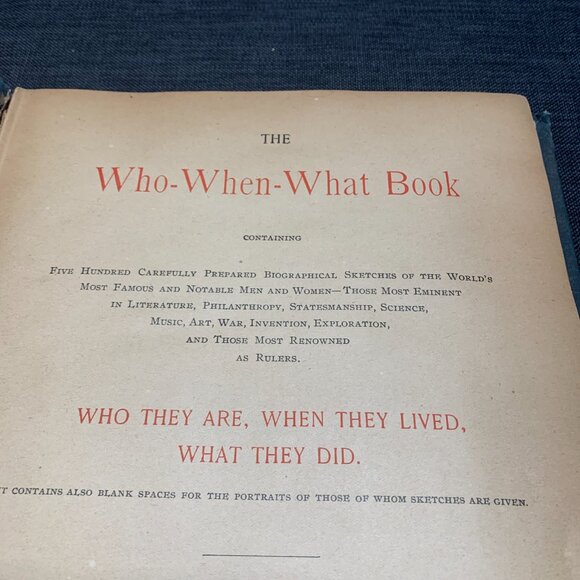 THE
Who-When-What Book
CONTAINING
Five Hundred Carefully Prepared Biographical Sketches of the World's
Most Famous and Notable Men and Women—Those Most Eminent
in Literature, Philanthropy, Statesmanship, Science,
Music, Art, War, Invention, Exploration,
and Those Most Renowned
as Rulers.
WHO THEY ARE, WHEN THEY LIVED,
WHAT THEY DID.
IT CONTAINS ALSO BLANK SPACES FOR THE PORTRAITS OF THOSE OF WHOM SKETCHES ARE GIVEN.